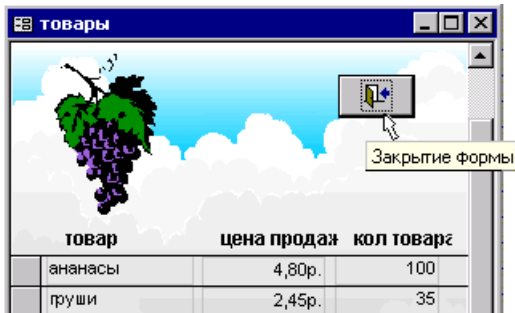 товары
Закрытие формы
товар цена продаж кол товара
ананасы 4,80р. 100
груши 2,45р. 35